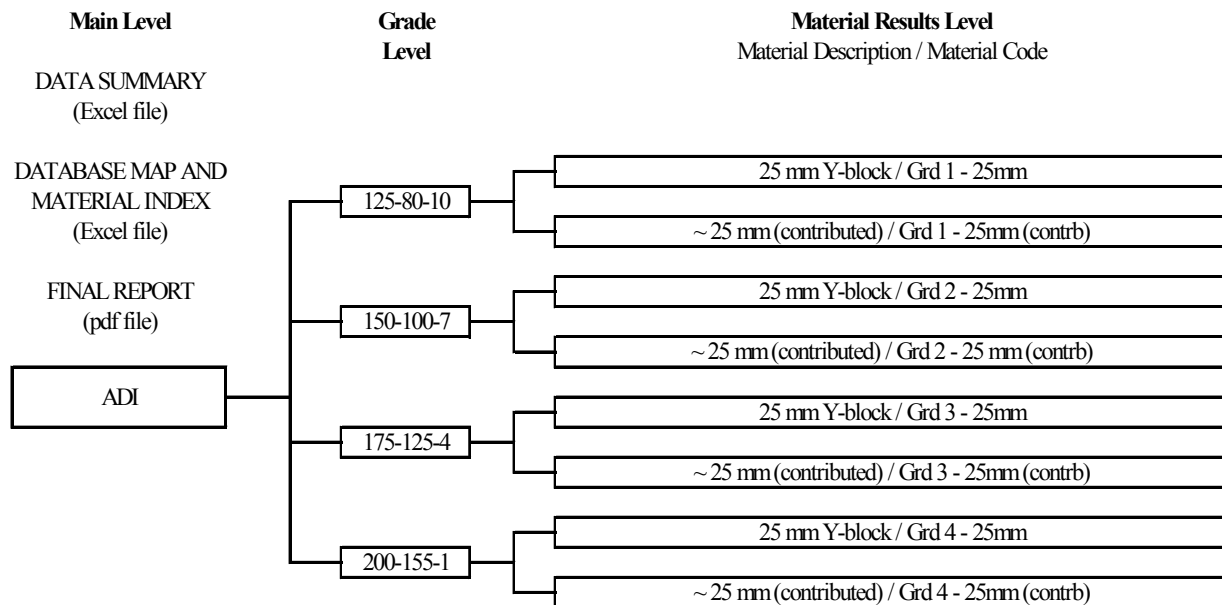 Main Level
Grade
Level
Material Results Level
Material Description / Material Code
DATA SUMMARY
(Excel file)
DATABASE MAP AND
MATERIAL INDEX
(Excel file)
FINAL REPORT
(pdf file)
ADI
125-80-10
25 mm Y-block / Grd 1 - 25mm
~ 25 mm (contributed) / Grd 1 - 25mm (contrb)
150-100-7
25 mm Y-block / Grd 2 - 25mm
~ 25 mm (contributed) / Grd 2 - 25 mm (contrb)
175-125-4
25 mm Y-block / Grd 3 - 25mm
~ 25 mm (contributed) / Grd 3 - 25mm (contrb)
200-155-1
25 mm Y-block / Grd 4 - 25mm
~ 25 mm (contributed) / Grd 4 - 25mm (contrb)